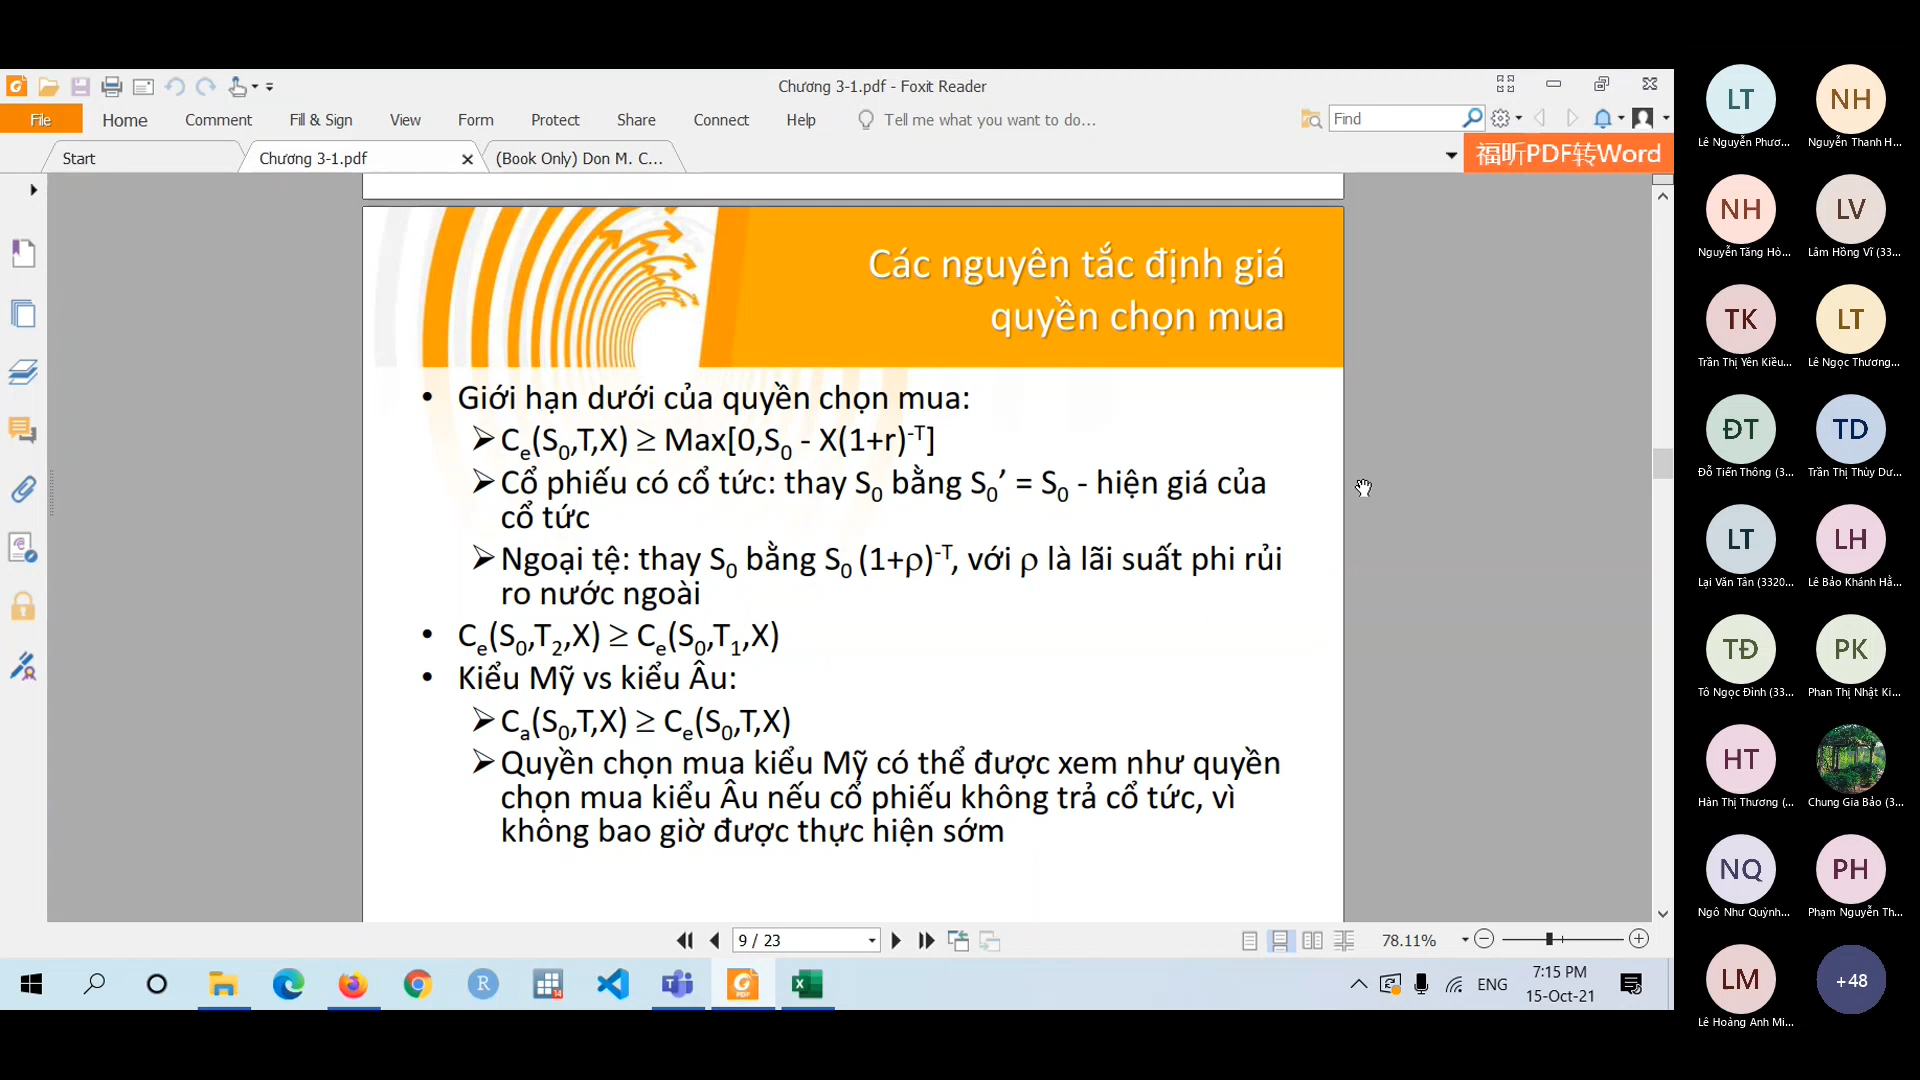 Chương 3-1.pdf - Foxit Reader
File Home Comment Fill & Sign View Form Protect Share Connect Help Tell me what you want to do... Find
Start Chương 3-1.pdf (Book Only) Don M. C... 福昕PDF转Word
Các nguyên tắc định giá
quyền chọn mua
• Giới hạn dưới của quyền chọn mua:
➢ Cₑ(S₀,T,X) ≥ Max[0,S₀ - X(1+r)⁻ᵀ]
➢ Cổ phiếu có cổ tức: thay S₀ bằng S₀’ = S₀ - hiện giá của
cổ tức
➢ Ngoại tệ: thay S₀ bằng S₀ (1+ρ)⁻ᵀ, với ρ là lãi suất phi rủi
ro nước ngoài
• Cₑ(S₀,T₂,X) ≥ Cₑ(S₀,T₁,X)
• Kiểu Mỹ vs kiểu Âu:
➢ Cₐ(S₀,T,X) ≥ Cₑ(S₀,T,X)
➢ Quyền chọn mua kiểu Mỹ có thể được xem như quyền
chọn mua kiểu Âu nếu cổ phiếu không trả cổ tức, vì
không bao giờ được thực hiện sớm
9 / 23
78.11%
ENG
7:15 PM
15-Oct-21
LT NH
Lê Nguyễn Phươ... Nguyễn Thanh H...
NH LV
Nguyễn Tăng Hò... Lâm Hồng Vĩ (33...
TK LT
Trần Thị Yên Kiều... Lê Ngọc Thương...
ĐT TD
Đỗ Tiến Thông (3... Trần Thị Thùy Dư...
LT LH
Lại Văn Tân (3320... Lê Bảo Khánh Hằ...
TĐ PK
Tô Ngọc Đình (33... Phan Thị Nhật Ki...
HT
Hàn Thị Thương (... Chung Gia Bảo (3...
NQ PH
Ngô Như Quỳnh... Phạm Nguyễn Th...
LM +48
Lê Hoàng Anh Mi...